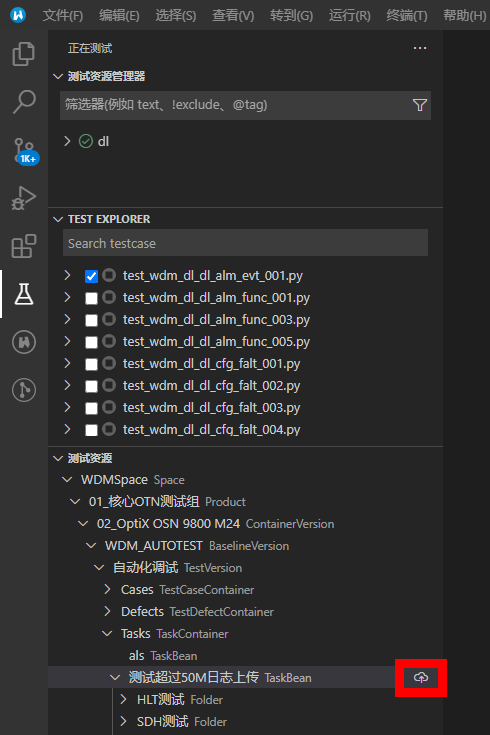 文件(F) 编辑(E) 选择(S) 查看(V) 转到(G) 运行(R) 终端(T) 帮助(H)
正在测试
测试资源管理器
筛选器(例如 text、!exclude、@tag)
dl
1K+
TEST EXPLORER
Search testcase
test_wdm_dl_dl_alm_evt_001.py
test_wdm_dl_dl_alm_func_001.py
test_wdm_dl_dl_alm_func_003.py
test_wdm_dl_dl_alm_func_005.py
test_wdm_dl_dl_cfg_falt_001.py
test_wdm_dl_dl_cfg_falt_002.py
test_wdm_dl_dl_cfg_falt_003.py
test_wdm_dl_dl_cfg_falt_004.py
测试资源
WDMSpace Space
01_核心OTN测试组 Product
02_OptiX OSN 9800 M24 ContainerVersion
WDM_AUTOTEST BaselineVersion
自动化调试 TestVersion
Cases TestCaseContainer
Defects TestDefectContainer
Tasks TaskContainer
als TaskBean
测试超过50M日志上传 TaskBean
HLT测试 Folder
SDH测试 Folder